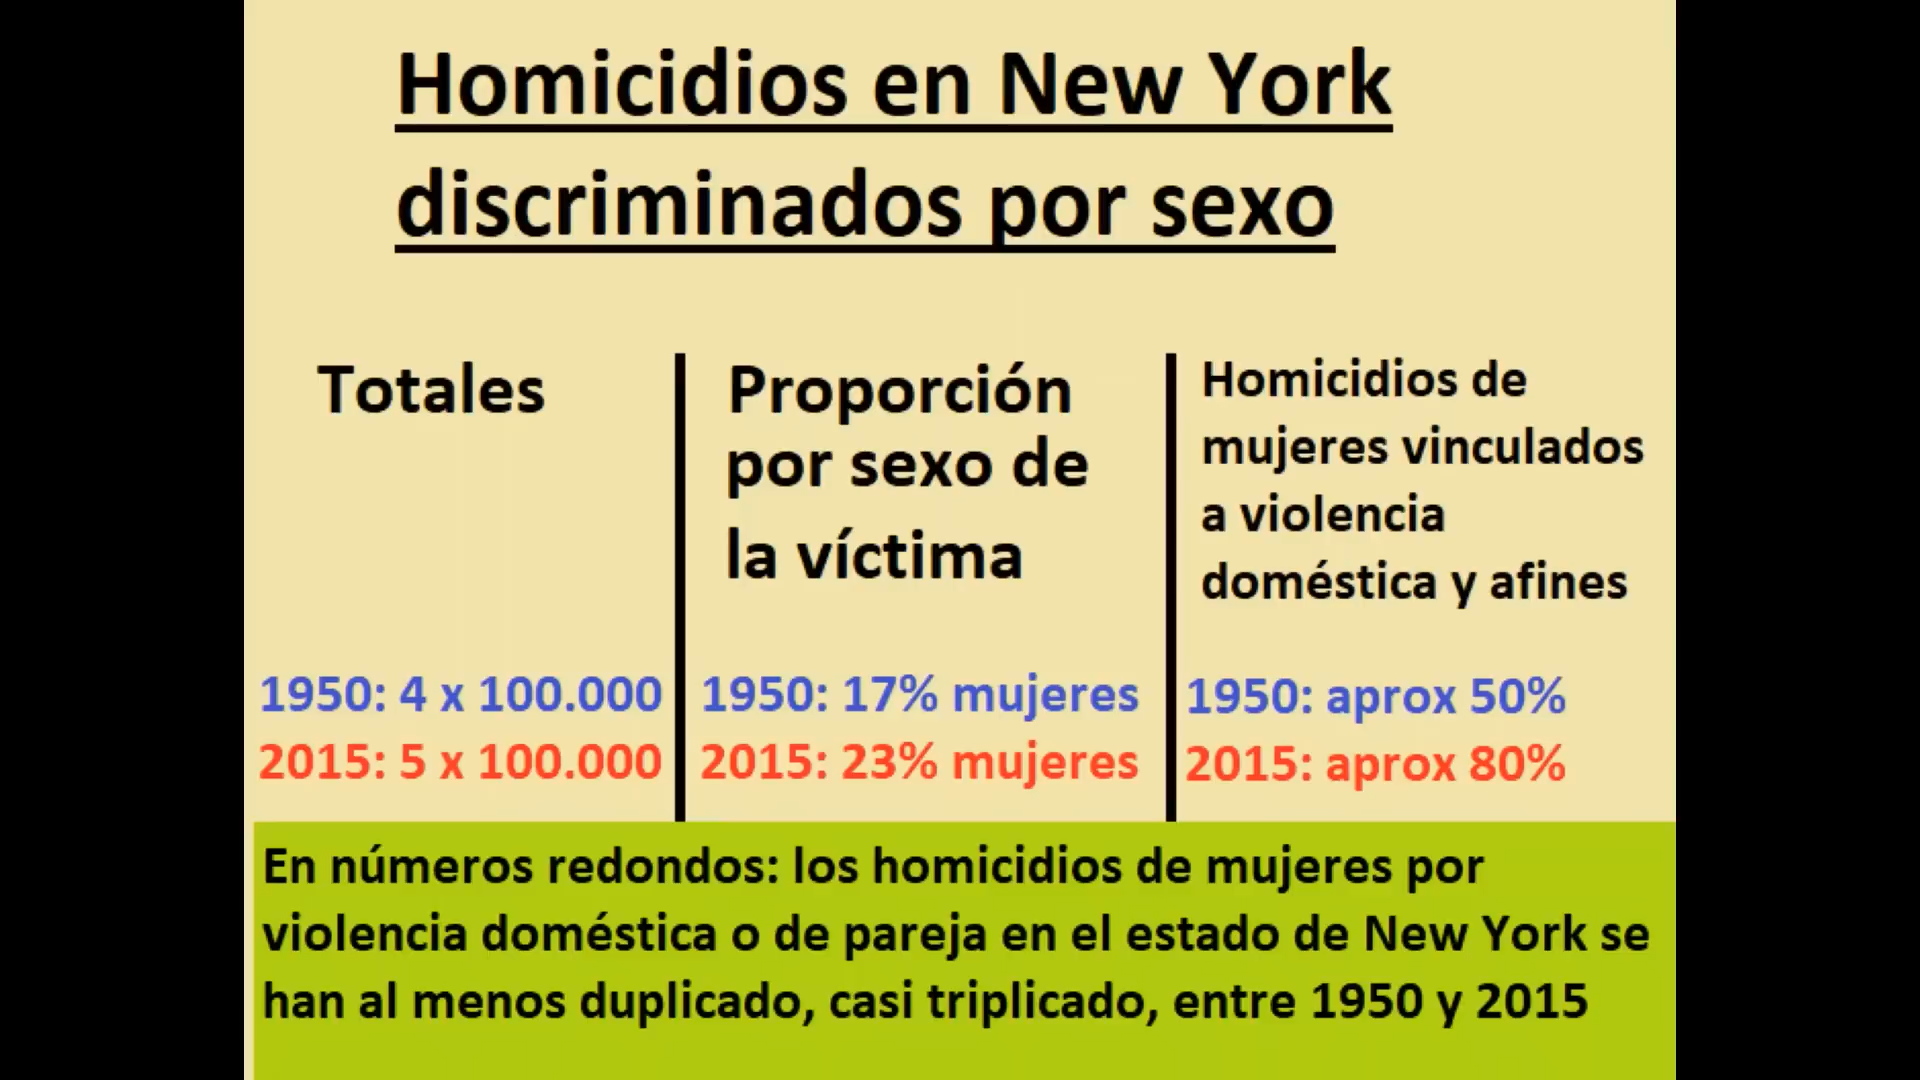 Homicidios en New York
discriminados por sexo
Totales
Proporción
por sexo de
la víctima
Homicidios de
mujeres vinculados
a violencia
doméstica y afines
1950: 4 x 100.000
2015: 5 x 100.000
1950: 17% mujeres
2015: 23% mujeres
1950: aprox 50%
2015: aprox 80%
En números redondos: los homicidios de mujeres por
violencia doméstica o de pareja en el estado de New York se
han al menos duplicado, casi triplicado, entre 1950 y 2015